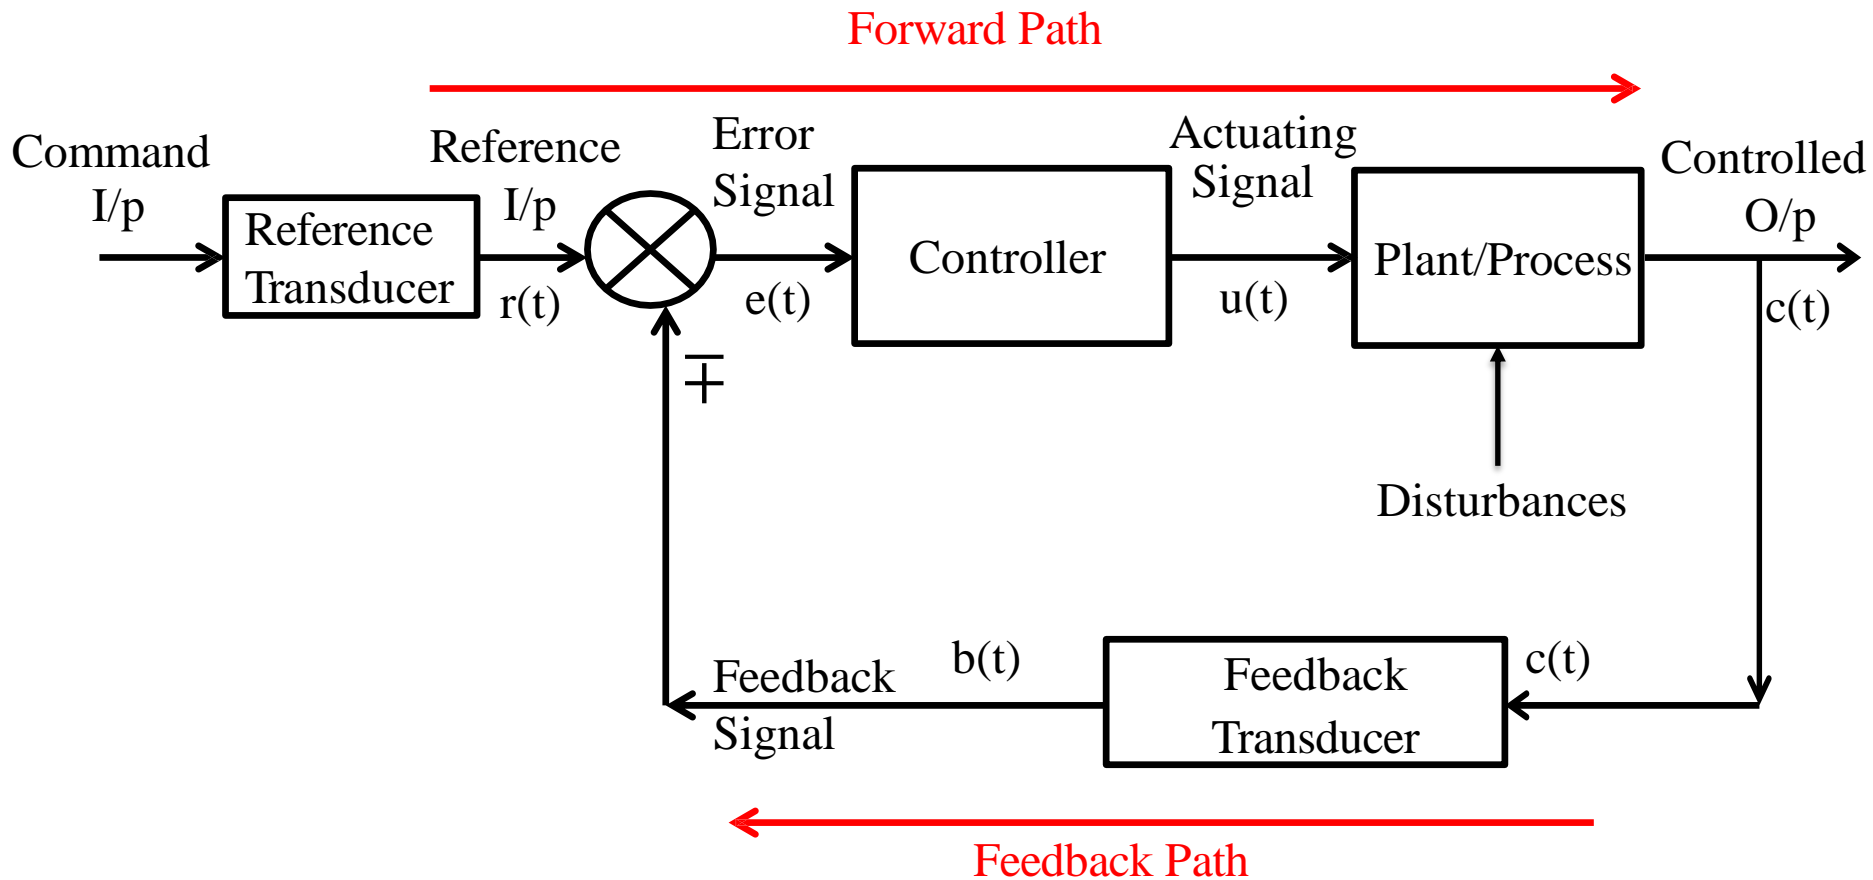 Forward Path
Command
I/p
Reference
Transducer
Reference
I/p
r(t)
Error
Signal
e(t)
Controller
Actuating
Signal
u(t)
Plant/Process
Controlled
O/p
c(t)
∓
Disturbances
Feedback
Signal
b(t)
Feedback
Transducer
c(t)
Feedback Path